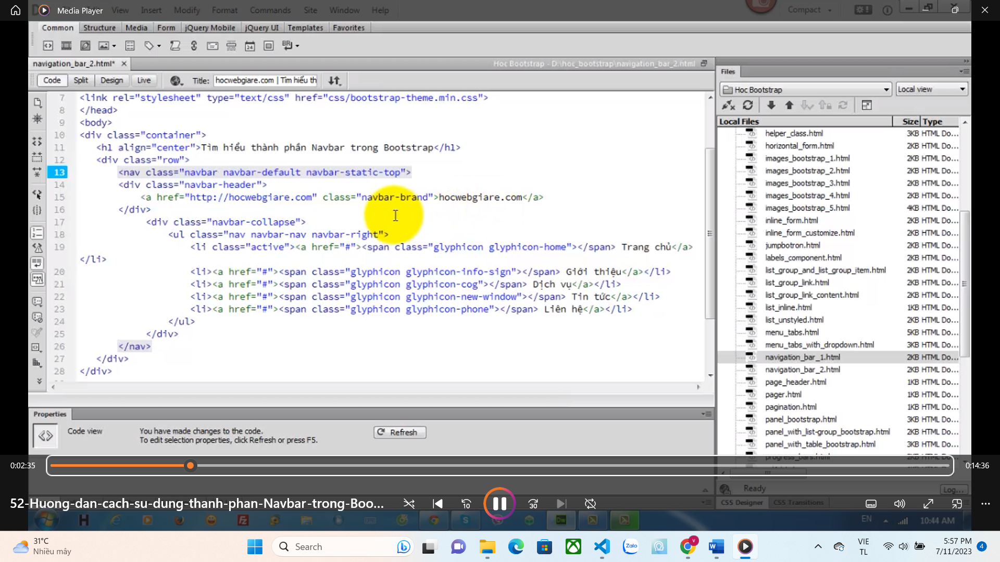 Media Player
View Insert Modify Format Commands Site Window Help
Compact
Common Structure Media Form jQuery Mobile jQuery UI Templates Favorites
navigation_bar_2.html*
Hoc Bootstrap - D:\hoc_bootstrap\navigation_bar_2.html
Code Split Design Live Title: hocwebgiare.com | Tìm hiểu th
7 <link rel="stylesheet" type="text/css" href="css/bootstrap-theme.min.css">
8 </head>
9 <body>
10 <div class="container">
11 <h1 align="center">Tìm hiểu thành phần Navbar trong Bootstrap</h1>
12 <div class="row">
13 <nav class="navbar navbar-default navbar-static-top">
14 <div class="navbar-header">
15 <a href="http://hocwebgiare.com" class="navbar-brand">hocwebgiare.com</a>
16 </div>
17 <div class="navbar-collapse">
18 <ul class="nav navbar-nav navbar-right">
19 <li class="active"><a href="#"><span class="glyphicon glyphicon-home"></span> Trang chủ</a>
</li>
20 <li><a href="#"><span class="glyphicon glyphicon-info-sign"></span> Giới thiệu</a></li>
21 <li><a href="#"><span class="glyphicon glyphicon-cog"></span> Dịch vụ</a></li>
22 <li><a href="#"><span class="glyphicon glyphicon-new-window"></span> Tin tức</a></li>
23 <li><a href="#"><span class="glyphicon glyphicon-phone"></span> Liên hệ</a></li>
24 </ul>
25 </div>
26 </nav>
27 </div>
28 </div>
Properties
Code view
You have made changes to the code.
To edit selection properties, click Refresh or press F5.
Refresh
Files
Hoc Bootstrap Local view
Local Files Size Type
helper_class.html 3KB HTML Do...
horizontal_form.html 2KB HTML Do...
images_bootstrap_1.html 2KB HTML Do...
images_bootstrap_2.html 2KB HTML Do...
images_bootstrap_3.html 2KB HTML Do...
images_bootstrap_4.html 2KB HTML Do...
images_bootstrap_5.html 4KB HTML Do...
inline_form.html 2KB HTML Do...
inline_form_customize.html 2KB HTML Do...
jumpbotron.html 2KB HTML Do...
labels_component.html 2KB HTML Do...
list_group_and_list_group_item.html 2KB HTML Do...
list_group_link.html 2KB HTML Do...
list_group_link_content.html 2KB HTML Do...
list_inline.html 1KB HTML Do...
list_unstyled.html 2KB HTML Do...
menu_tabs.html 5KB HTML Do...
menu_tabs_with_dropdown.html 3KB HTML Do...
navigation_bar_1.html 2KB HTML Do...
navigation_bar_2.html 2KB HTML Do...
page_header.html 1KB HTML Do...
pager.html 1KB HTML Do...
pagination.html 1KB HTML Do...
panel_bootstrap.html 3KB HTML Do...
panel_with_list-group_bootstrap.html 2KB HTML Do...
panel_with_table_bootstrap.html 3KB HTML Do...
progress_bars.html 2KB HTML Do...
Ready Log...
CSS Designer CSS Transitions
0:02:35
0:14:36
52-Huong-dan-cach-su-dung-thanh-phan-Navbar-trong-Boo...
10
30
EN 10:44 AM
31°C
Nhiều mây
Search
Zalo
VIE
TL
5:57 PM
7/11/2023
4